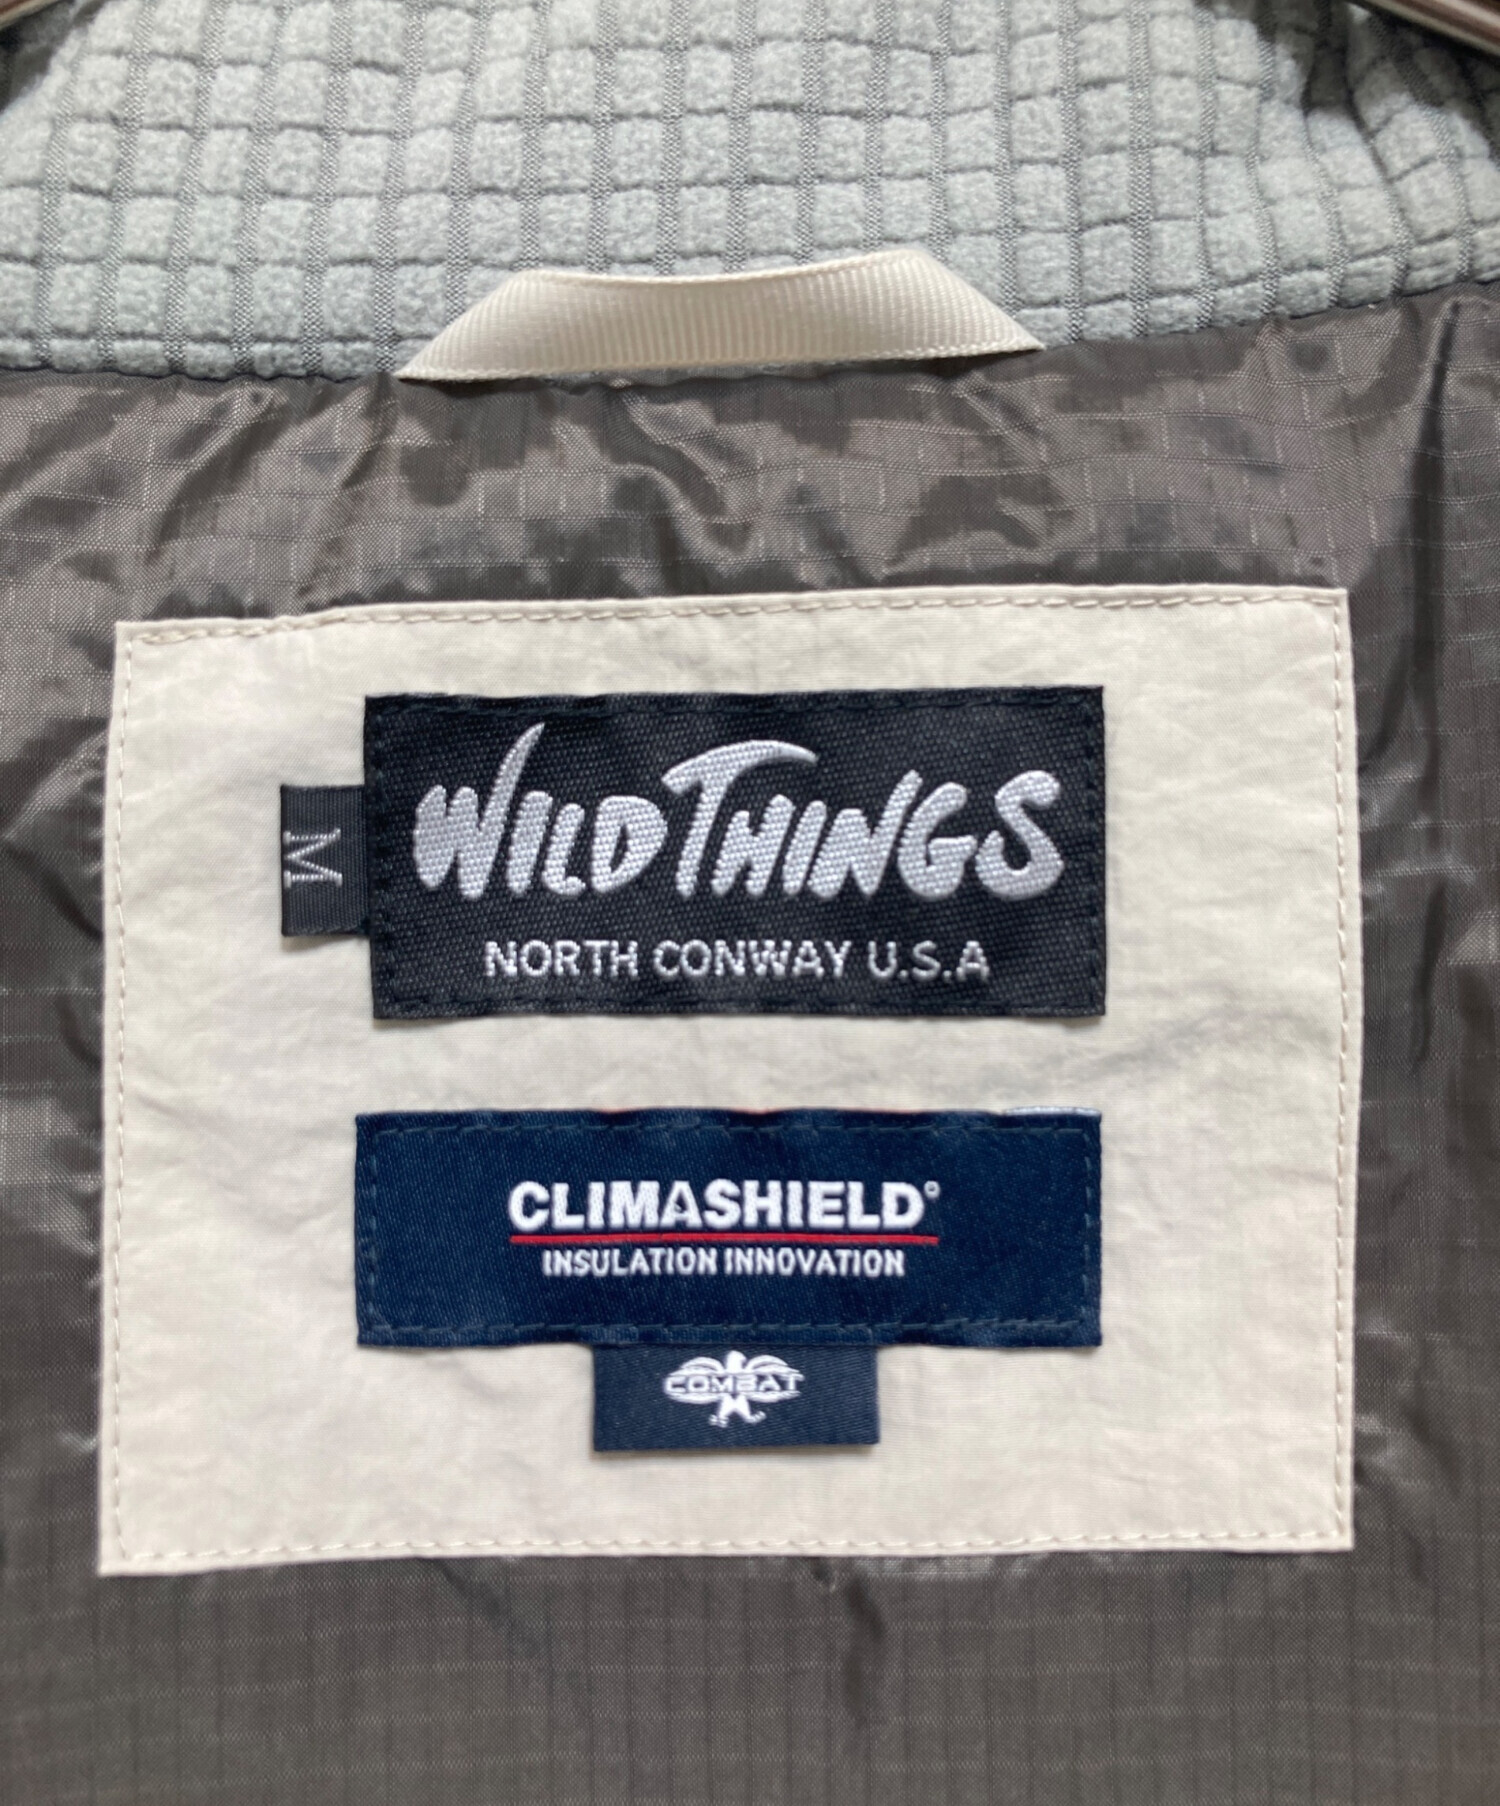 WILDTHINGS
M
NORTH CONWAY U.S.A
CLIMASHIELD®
INSULATION INNOVATION
COMBAT